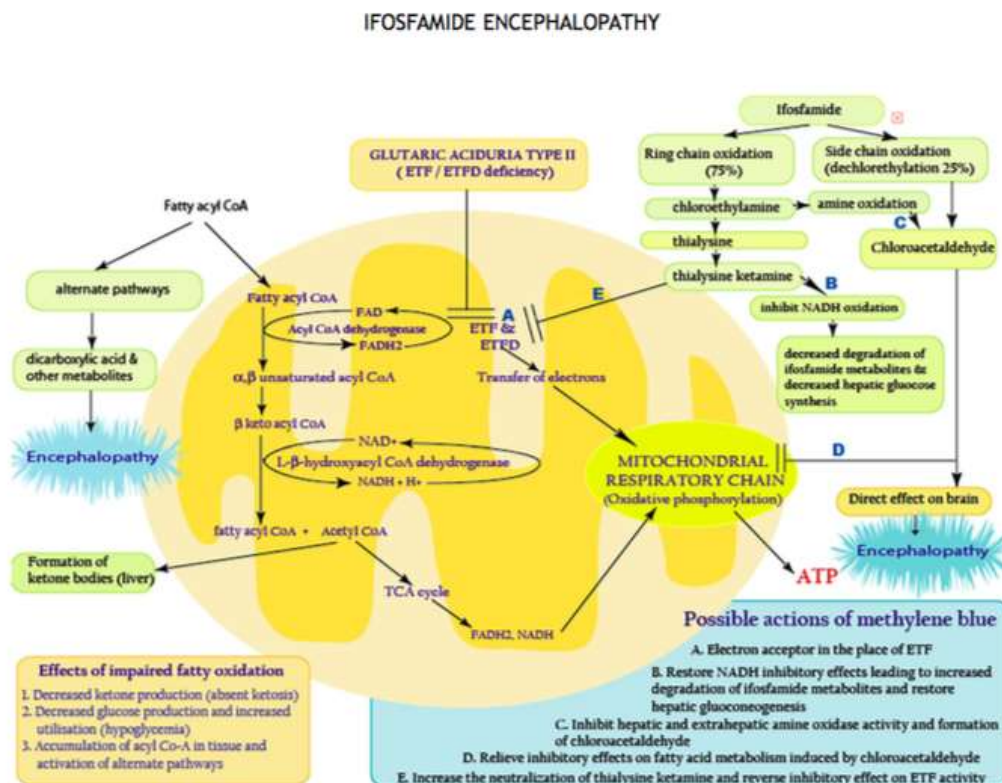 IFOSFAMIDE ENCEPHALOPATHY
Ifosfamide
GLUTARIC ACIDURIA TYPE II
( ETF / ETFD deficiency)
Ring chain oxidation
(75%)
Side chain oxidation
(dechlorethylation 25%)
Fatty acyl CoA
chloroethylamine
amine oxidation
C
thialysine
Chloroacetaldehyde
alternate pathways
thialysine ketamine
B
E
Fatty acyl CoA
FAD
A
inhibit NADH oxidation
Acyl CoA dehydrogenase
ETF &
ETFD
FADH2
dicarboxylic acid &
other metabolites
decreased degradation of
ifosfamide metabolites &
decreased hepatic gluocose
synthesis
α,β unsaturated acyl CoA
Transfer of electrons
β keto acyl CoA
Encephalopathy
NAD+
L-β-hydroxyacyl CoA dehydrogenase
NADH + H+
D
MITOCHONDRIAL
RESPIRATORY CHAIN
(Oxidative phosphorylation)
Direct effect on brain
fatty acyl CoA + Acetyl CoA
Encephalopathy
Formation of
ketone bodies (liver)
ATP
TCA cycle
FADH2, NADH
Effects of impaired fatty oxidation
1. Decreased ketone production (absent ketosis)
2. Decreased glucose production and increased
utilisation (hypoglycemia)
3. Accumulation of acyl Co-A in tissue and
activation of alternate pathways
Possible actions of methylene blue
A. Electron acceptor in the place of ETF
B. Restore NADH inhibitory effects leading to increased
degradation of ifosfamide metabolites and restore
hepatic gluoconeogenesis
C. Inhibit hepatic and extrahepatic amine oxidase activity and formation
of chloroacetaldehyde
D. Relieve inhibitory effects on fatty acid metabolism induced by chloroacetaldehyde
E. Increase the neutralization of thialysine ketamine and reverse inhibitory effect on ETF activity